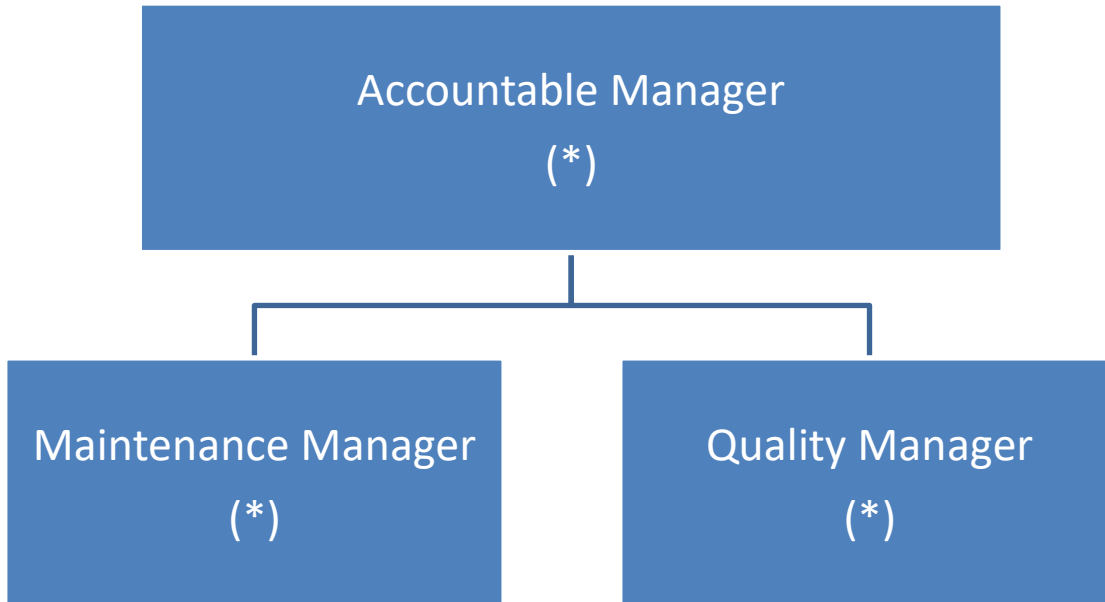 Accountable Manager
(*)
Maintenance Manager
(*)
Quality Manager
(*)